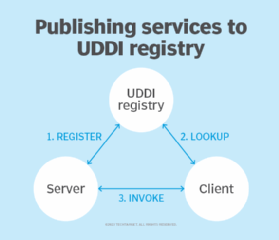 Publishing services to
UDDI registry
UDDI
registry
1. REGISTER
2. LOOKUP
Server
3. INVOKE
Client